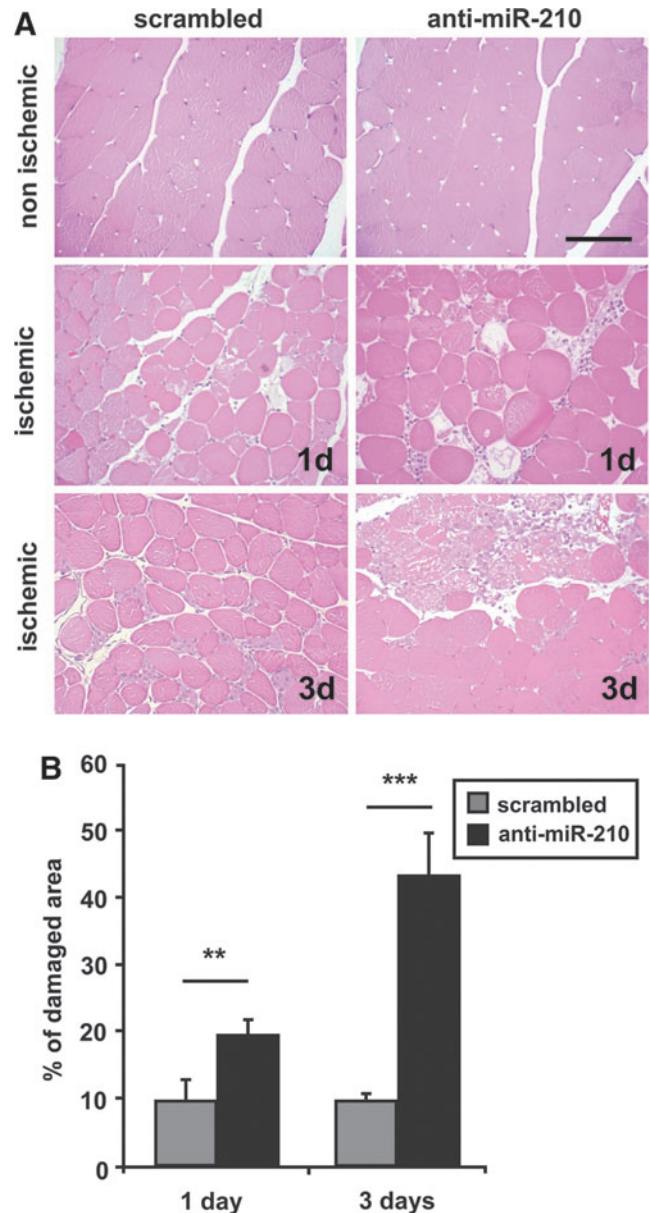 A
scrambled
anti-miR-210
non ischemic
ischemic
1d
1d
ischemic
3d
3d
B
60
50
40
30
20
10
0
% of damaged area
**
***
scrambled
anti-miR-210
1 day
3 days